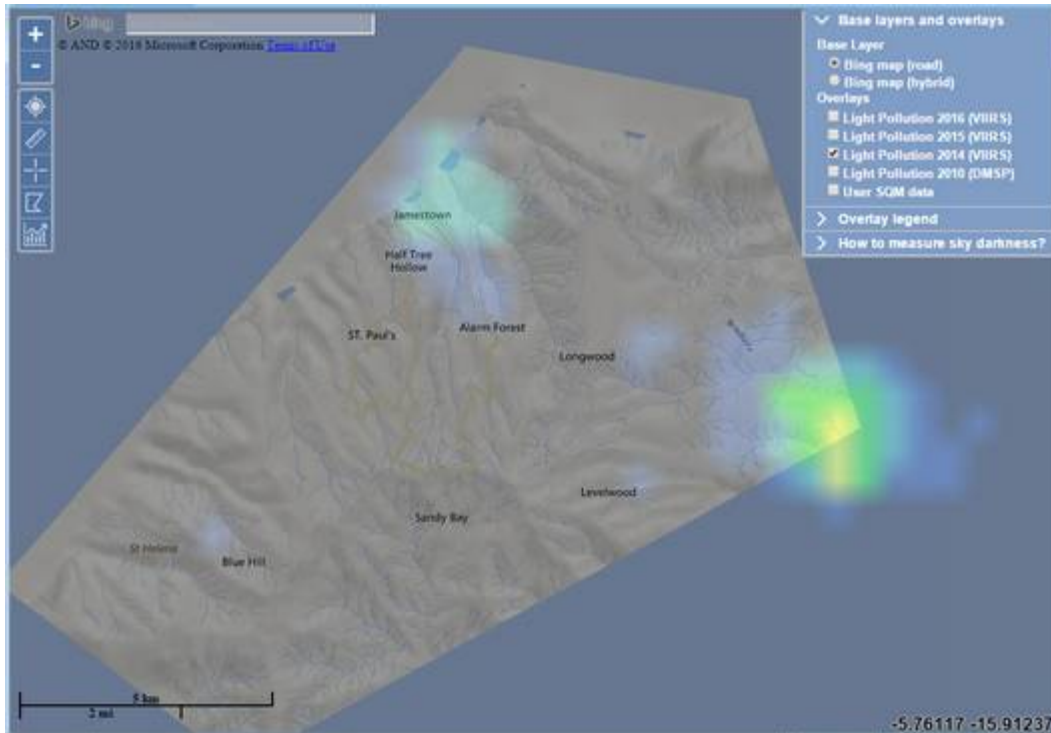 bing
© AND © 2016 Microsoft Corporation Terms of Use
+
-
Base layers and overlays
Base Layer
Bing map (road)
Bing map (hybrid)
Overlays
Light Pollution 2016 (VIIRS)
Light Pollution 2015 (VIIRS)
Light Pollution 2014 (VIIRS)
Light Pollution 2010 (DMSP)
User SQM data
Overlay legend
How to measure sky darkness?
Jamestown
Half Tree
Hollow
ST. Paul's
Alarm Forest
Longwood
Levelwood
Sandy Bay
St Helena
Blue Hill
5 km
2 mi
-5.76117 -15.91237